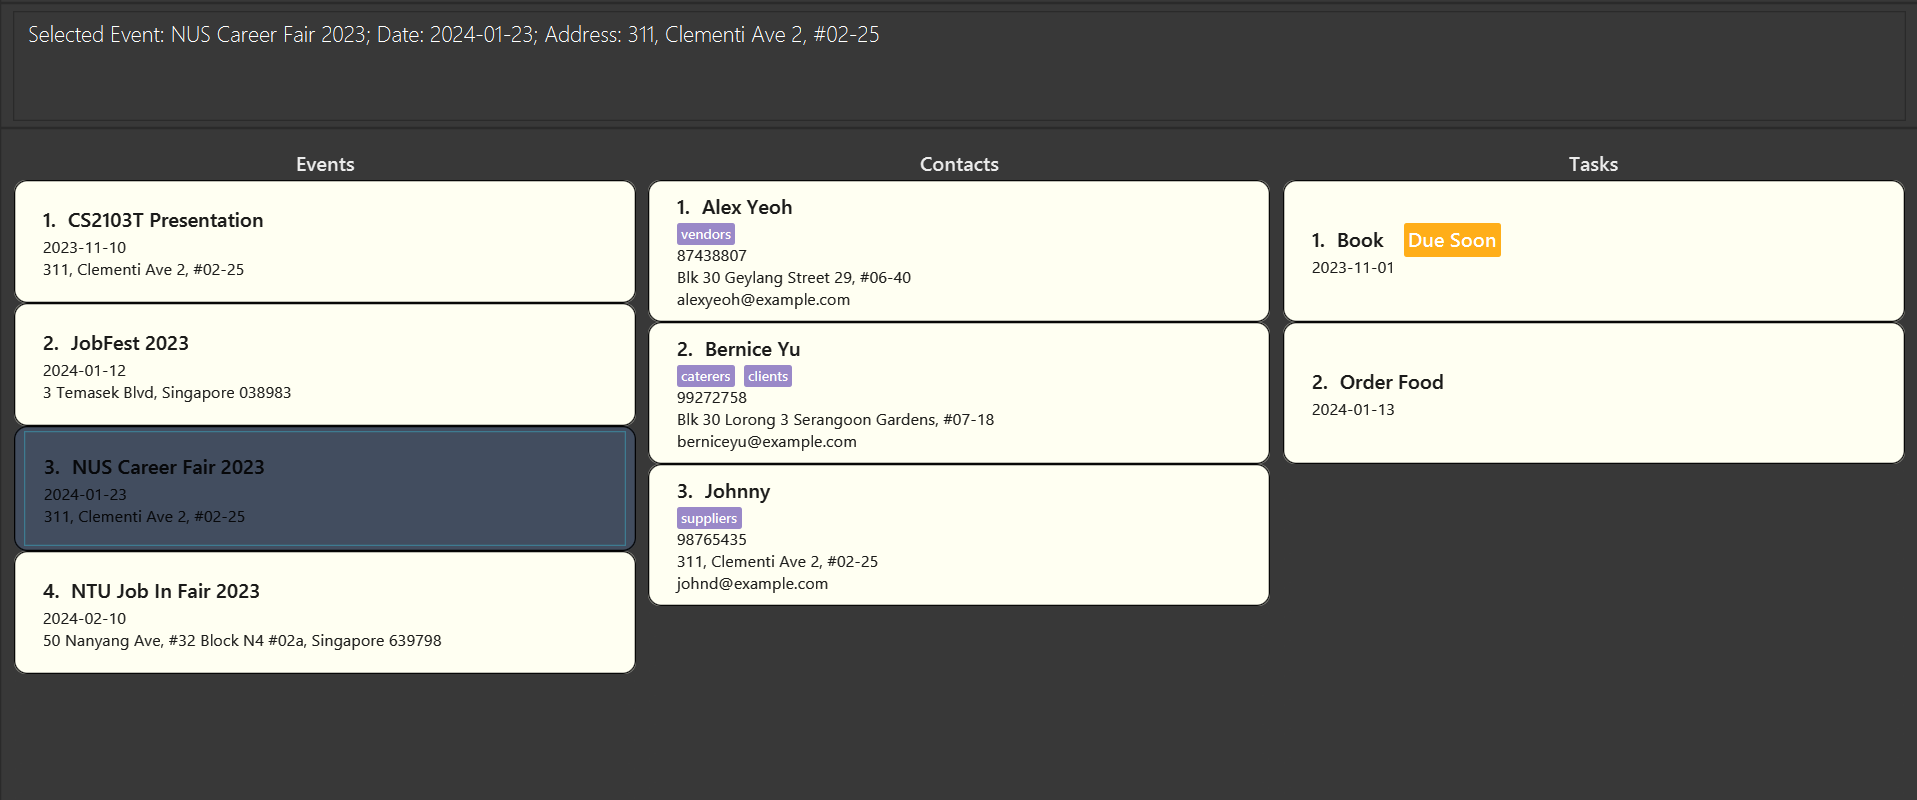 Selected Event: NUS Career Fair 2023; Date: 2024-01-23; Address: 311, Clementi Ave 2, #02-25
Events
1. CS2103T Presentation
2023-11-10
311, Clementi Ave 2, #02-25
2. JobFest 2023
2024-01-12
3 Temasek Blvd, Singapore 038983
3. NUS Career Fair 2023
2024-01-23
311, Clementi Ave 2, #02-25
4. NTU Job In Fair 2023
2024-02-10
50 Nanyang Ave, #32 Block N4 #02a, Singapore 639798
Contacts
1. Alex Yeoh
vendors
87438807
Blk 30 Geylang Street 29, #06-40
alexyeoh@example.com
2. Bernice Yu
caterers clients
99272758
Blk 30 Lorong 3 Serangoon Gardens, #07-18
berniceyu@example.com
3. Johnny
suppliers
98765435
311, Clementi Ave 2, #02-25
johnd@example.com
Tasks
1. Book Due Soon
2023-11-01
2. Order Food
2024-01-13